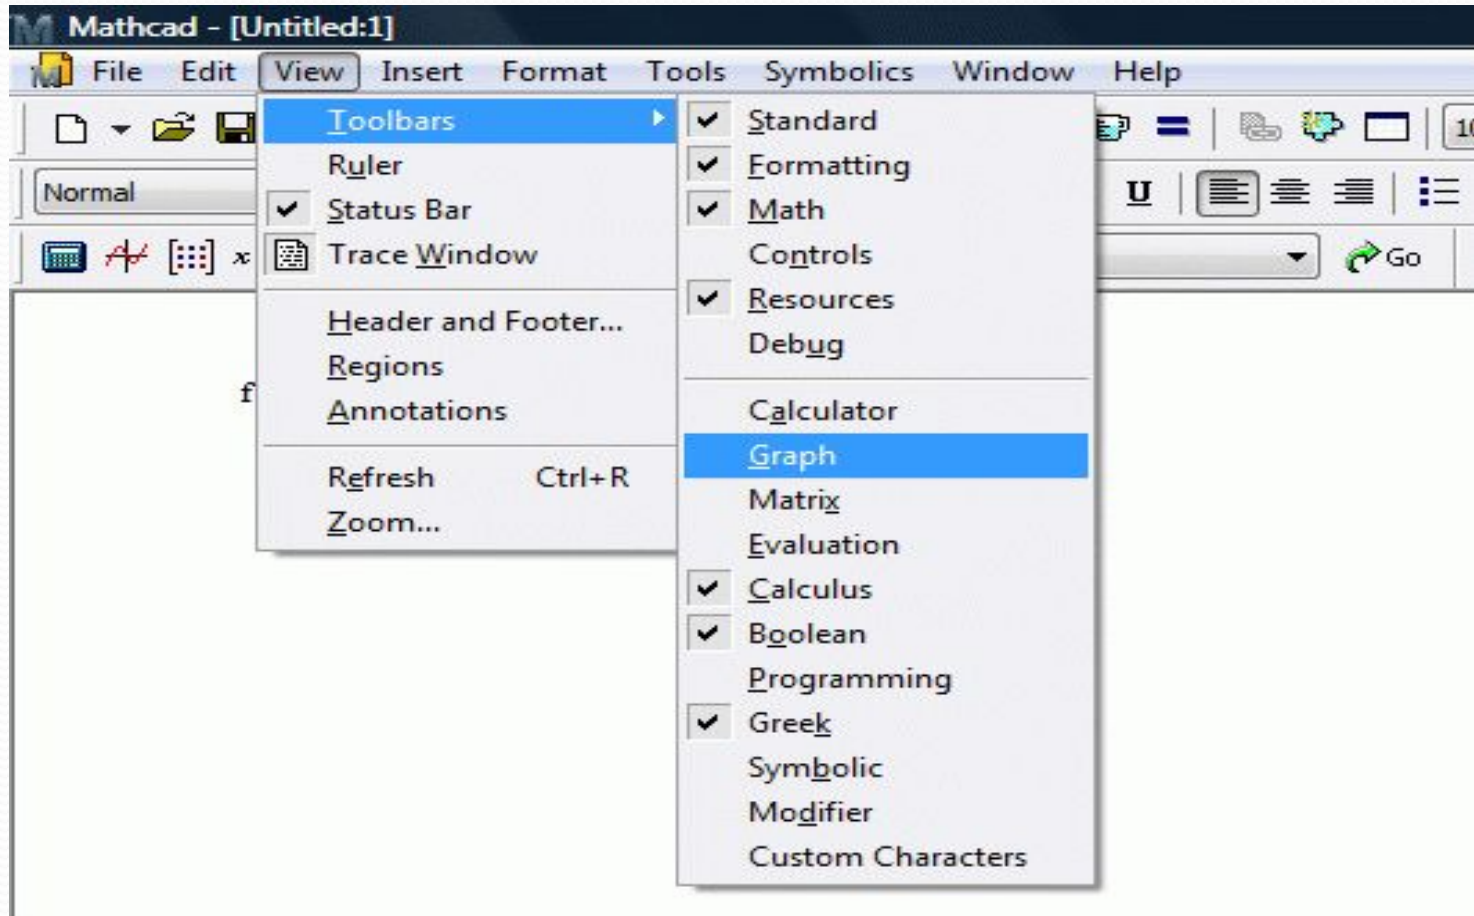 Mathcad - [Untitled:1]
File Edit View Insert Format Tools Symbolics Window Help
Normal
Go
f
Toolbars
Ruler
Status Bar
Trace Window
Header and Footer...
Regions
Annotations
Refresh Ctrl+R
Zoom...
Standard
Formatting
Math
Controls
Resources
Debug
Calculator
Graph
Matrix
Evaluation
Calculus
Boolean
Programming
Greek
Symbolic
Modifier
Custom Characters